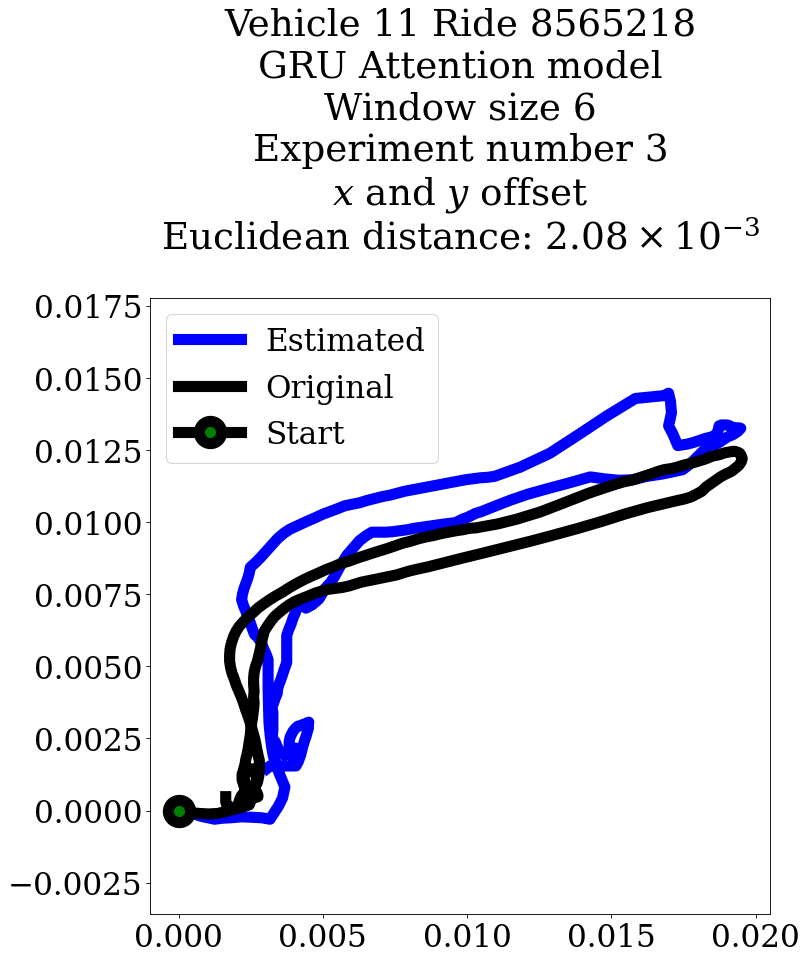 Vehicle 11 Ride 8565218
GRU Attention model
Window size 6
Experiment number 3
x and y offset
Euclidean distance: 2.08 × 10⁻³
0.0175
0.0150
0.0125
0.0100
0.0075
0.0050
0.0025
0.0000
−0.0025
Estimated
Original
Start
0.000 0.005 0.010 0.015 0.020